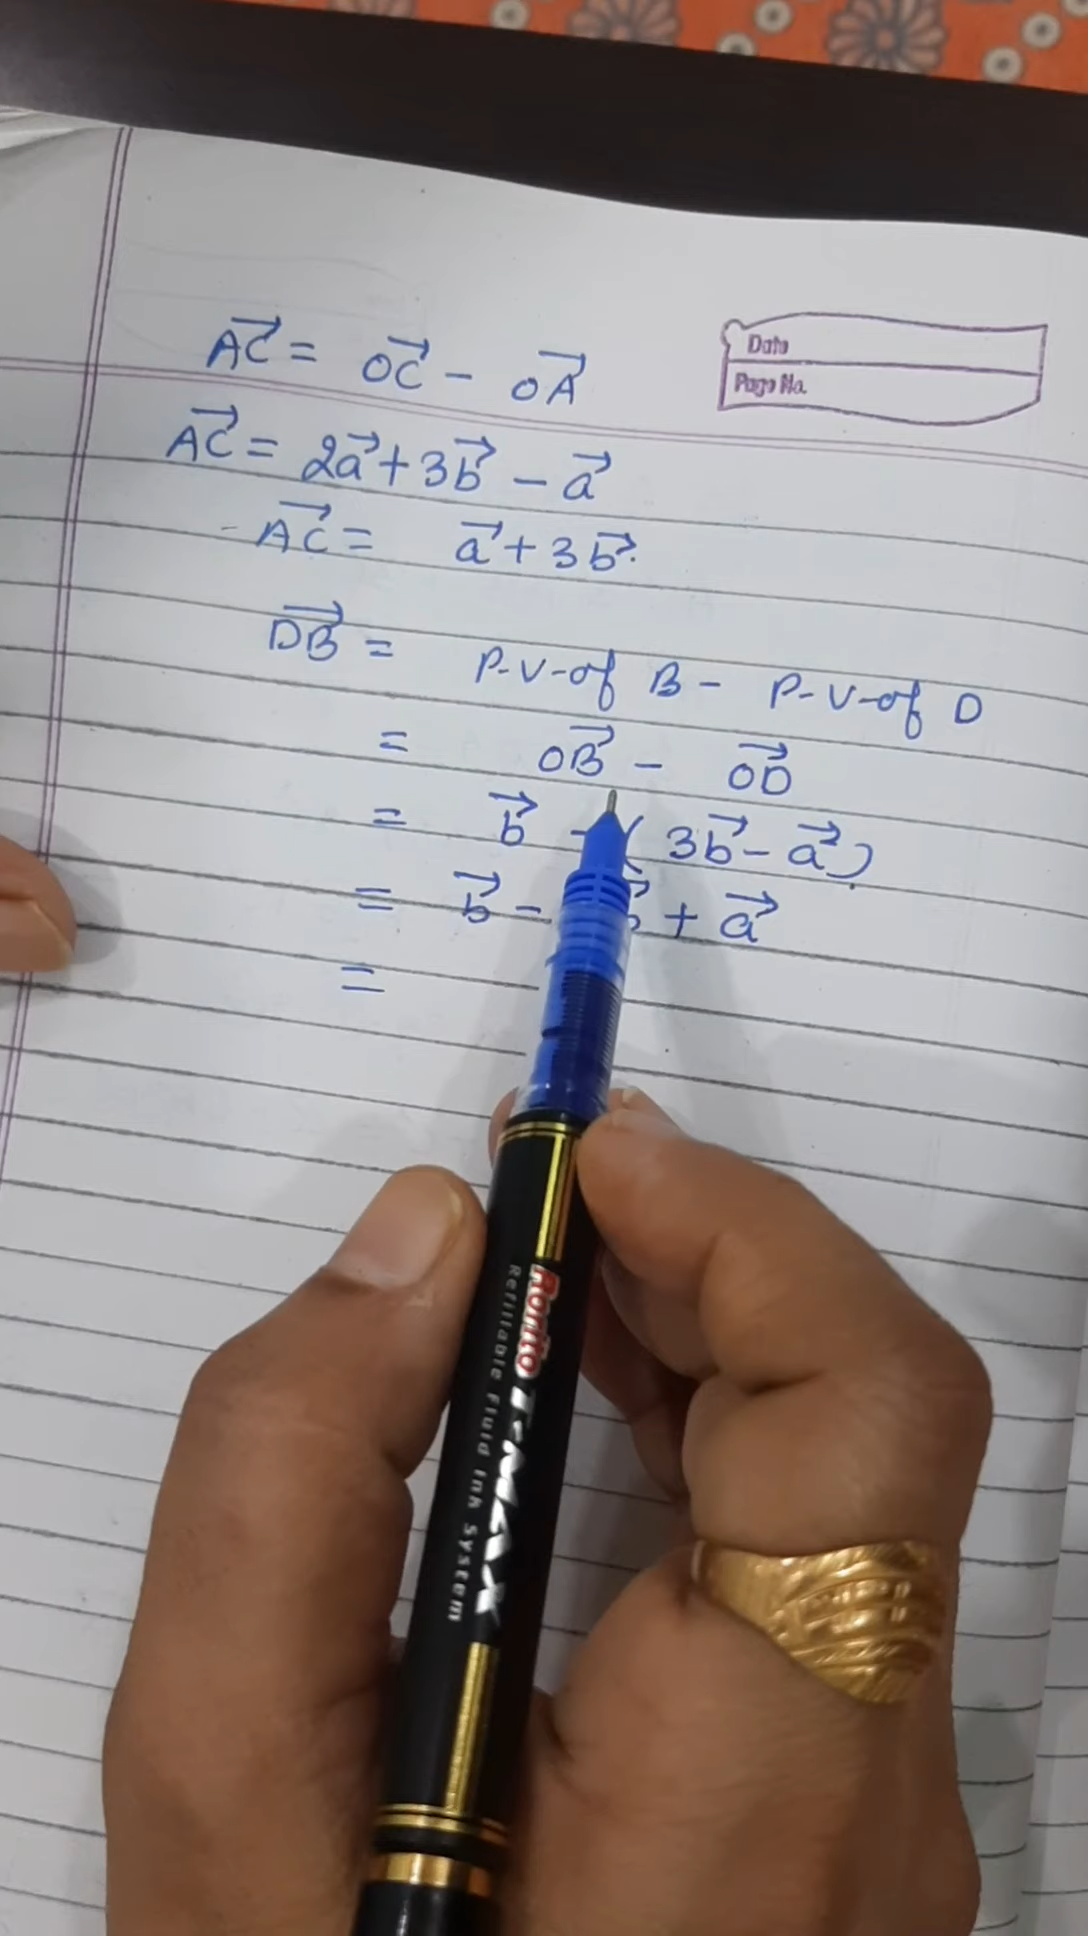 Date
Page No.
AC⃗ = OC⃗ - OA⃗
AC⃗ = 2a⃗ + 3b⃗ - a⃗
AC⃗ = a⃗ + 3b⃗.
DB⃗ = P.V. of B - P.V. of D
= OB⃗ - OD⃗
= b⃗ - (3b⃗ - a⃗)
= b⃗ - + a⃗
=
Rorito
T-MAX
Refillable Fluid Ink System